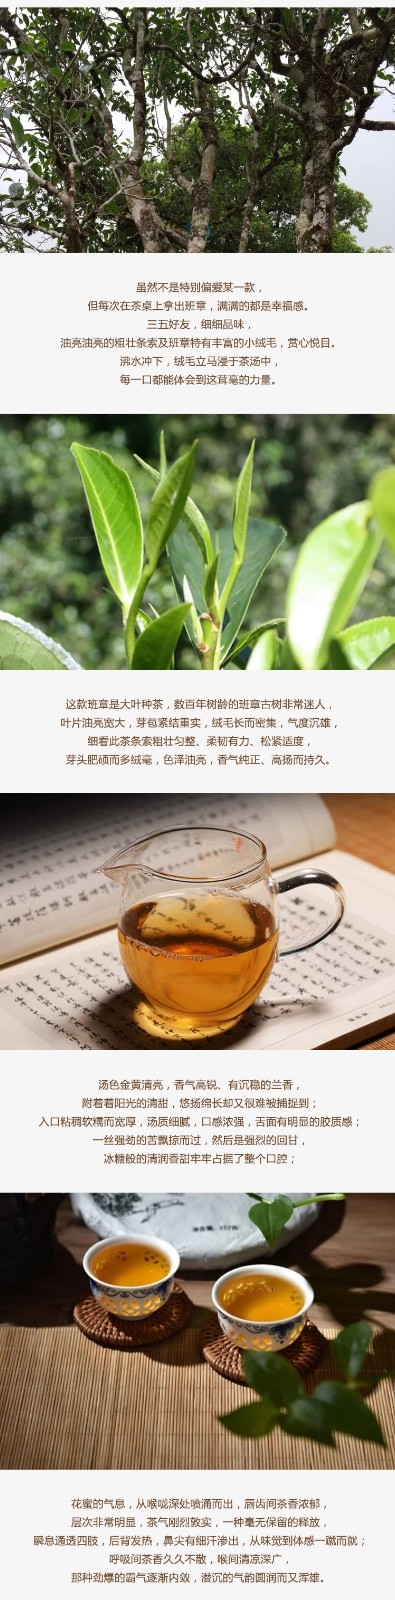 虽然不是特别偏爱某一款，
但每次在茶桌上拿出班章，满满的都是幸福感。
三五好友，细细品味，
油亮油亮的粗壮条索及班章特有丰富的小绒毛，赏心悦目。
沸水冲下，绒毛立马浸于茶汤中，
每一口都能体会到这茸毫的力量。
这款班章是大叶种茶，数百年树龄的班章古树非常迷人，
叶片油亮宽大，芽苞紧结重实，绒毛长而密集，气度沉雄，
细看此茶条索粗壮匀整、柔韧有力、松紧适度，
芽头肥硕而多绒毫，色泽油亮，香气纯正、高扬而持久。
汤色金黄清亮，香气高锐、有沉稳的兰香，
附着着阳光的清甜，悠扬绵长却又很难被捕捉到；
入口粘稠软糯而宽厚，汤质细腻，口感浓强，舌面有明显的胶质感；
一丝强劲的苦飘掠而过，然后是强烈的回甘，
冰糖般的清润香甜牢牢占据了整个口腔；
花蜜的气息，从喉咙深处喷涌而出，唇齿间茶香浓郁，
层次非常明显，茶气刚烈敦实，一种毫无保留的释放，
瞬息通透四肢，后背发热，鼻尖有细汗渗出，从味觉到体感一蹴而就；
呼吸间茶香久久不散，喉间清凉深广，
那种劲爆的霸气逐渐内敛，潜沉的气韵圆润而又浑雄。